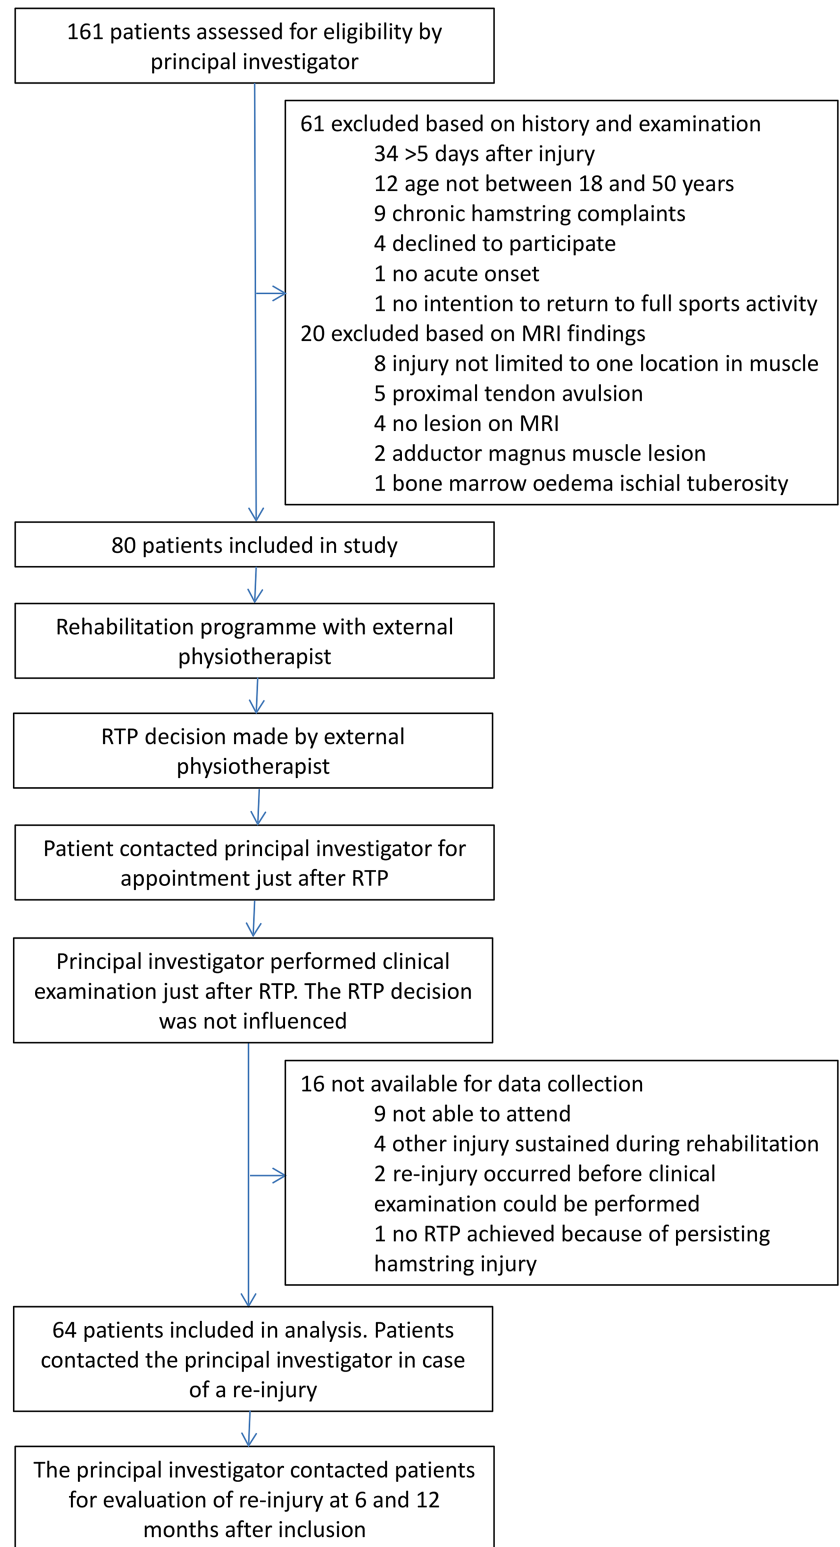 161 patients assessed for eligibility by
principal investigator
61 excluded based on history and examination
34 >5 days after injury
12 age not between 18 and 50 years
9 chronic hamstring complaints
4 declined to participate
1 no acute onset
1 no intention to return to full sports activity
20 excluded based on MRI findings
8 injury not limited to one location in muscle
5 proximal tendon avulsion
4 no lesion on MRI
2 adductor magnus muscle lesion
1 bone marrow oedema ischial tuberosity
80 patients included in study
Rehabilitation programme with external
physiotherapist
RTP decision made by external
physiotherapist
Patient contacted principal investigator for
appointment just after RTP
Principal investigator performed clinical
examination just after RTP. The RTP decision
was not influenced
16 not available for data collection
9 not able to attend
4 other injury sustained during rehabilitation
2 re-injury occurred before clinical
examination could be performed
1 no RTP achieved because of persisting
hamstring injury
64 patients included in analysis. Patients
contacted the principal investigator in case
of a re-injury
The principal investigator contacted patients
for evaluation of re-injury at 6 and 12
months after inclusion